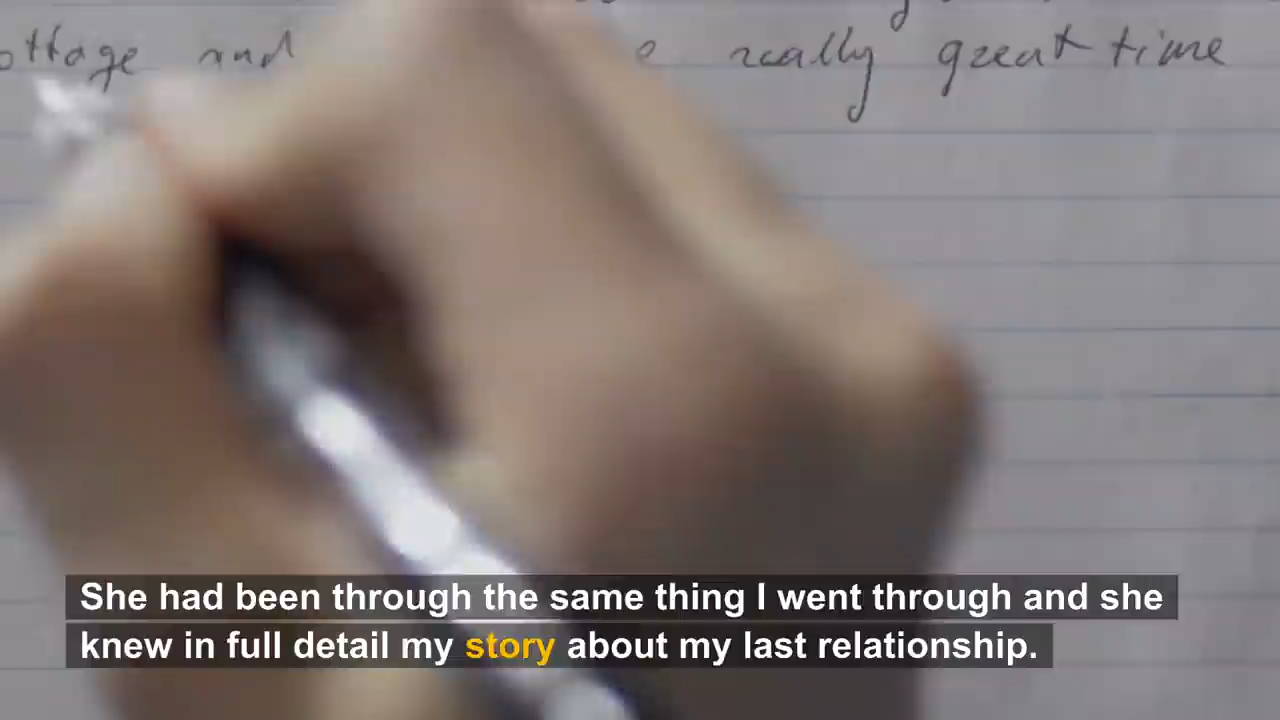 ottage and really great time
She had been through the same thing I went through and she
knew in full detail my story about my last relationship.